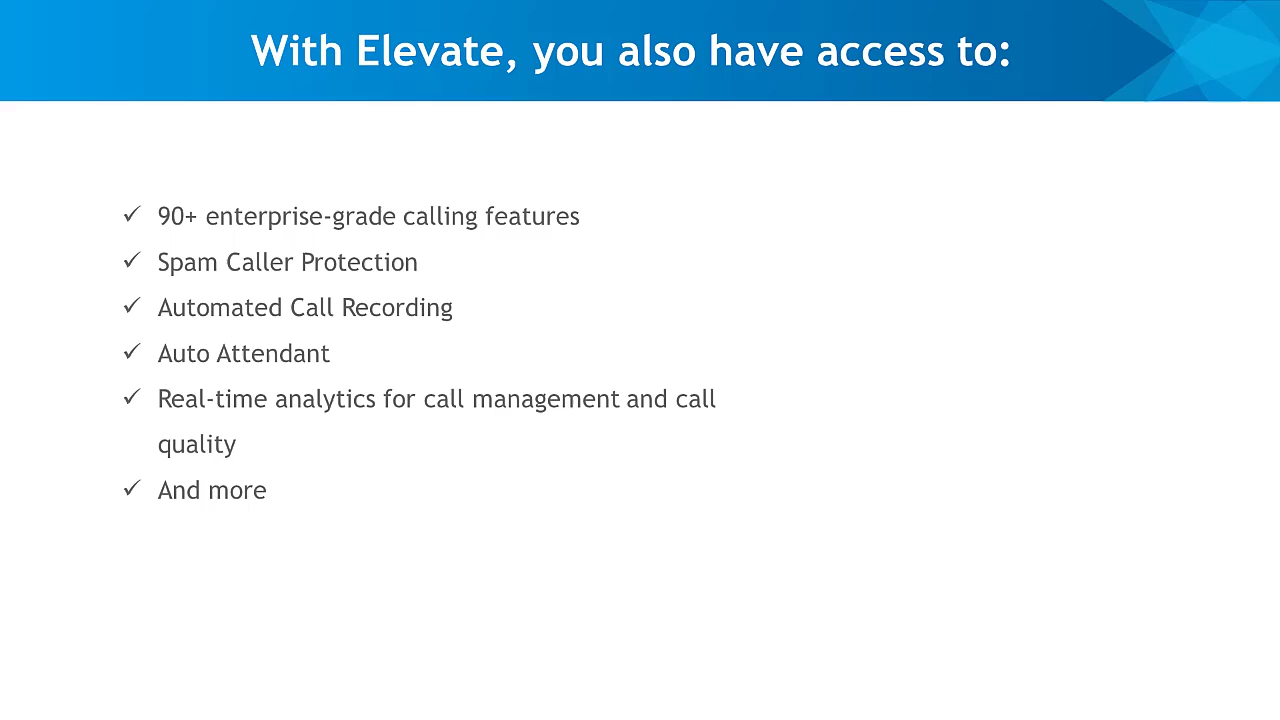 With Elevate, you also have access to:
✓ 90+ enterprise-grade calling features
✓ Spam Caller Protection
✓ Automated Call Recording
✓ Auto Attendant
✓ Real-time analytics for call management and call
quality
✓ And more